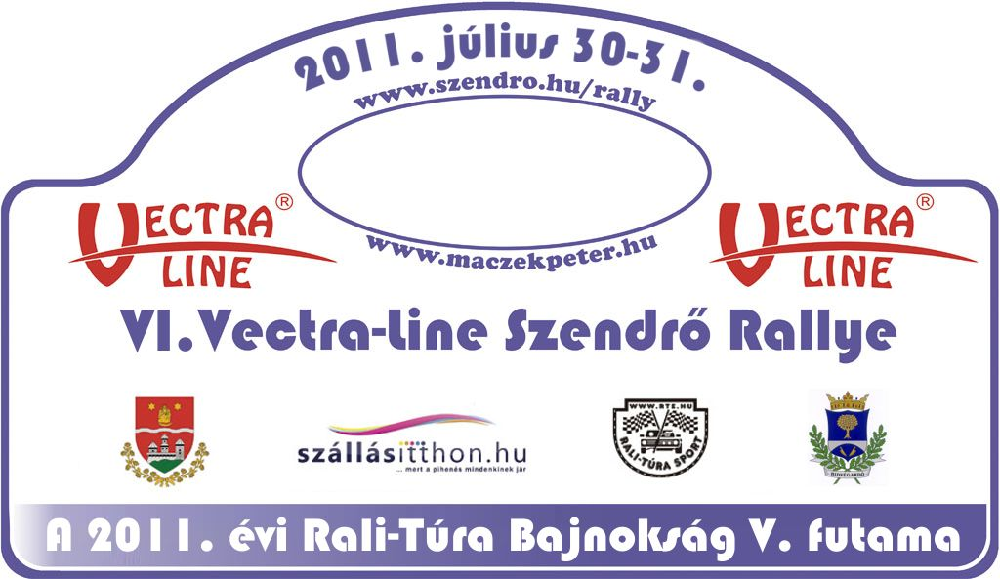 2011. július 30-31.
www.szendro.hu/rally
VECTRA® LINE
www.maczekpeter.hu
VECTRA® LINE
VI.Vectra-Line Szendrő Rallye
szállásitthon.hu
... mert a pihenés mindenkinek jár
WWW.RTE.HU
RALI-TÚRA SPORT
HIDVÉGARDÓ
A 2011. évi Rali-Túra Bajnokság V. futama